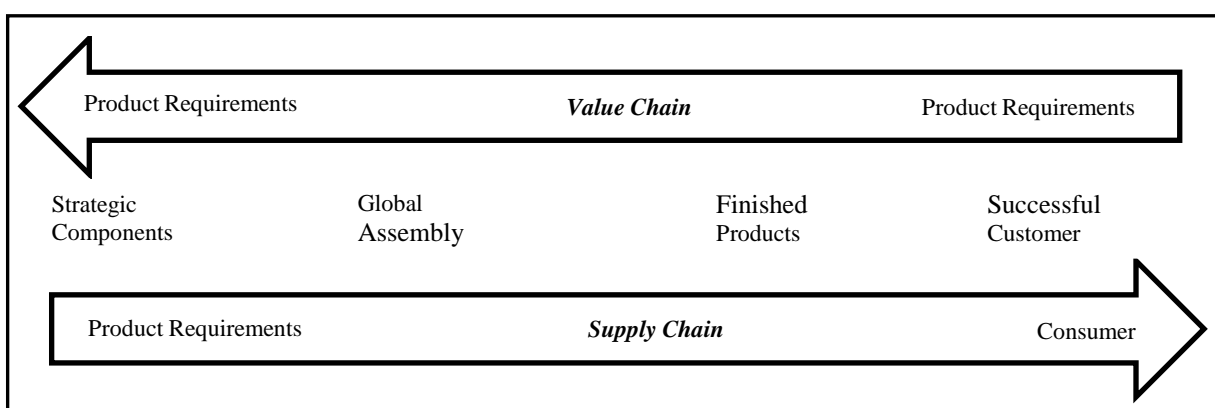 Product Requirements Value Chain Product Requirements
Strategic Global Finished Successful
Components Assembly Products Customer
Product Requirements Supply Chain Consumer